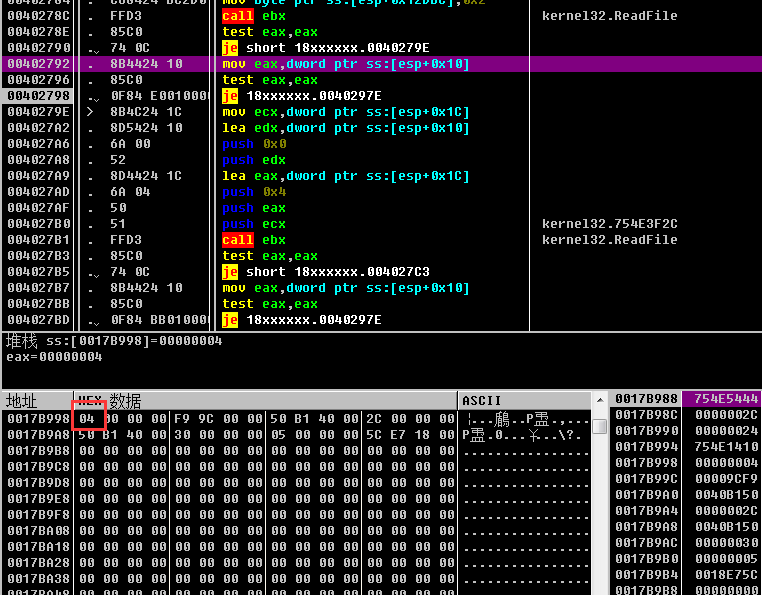 0040278C . FFD3 call ebx kernel32.ReadFile
0040278E . 85C0 test eax,eax
00402790 . 74 0C je short 18xxxxxx.0040279E
00402792 . 8B4424 10 mov eax,dword ptr ss:[esp+0x10]
00402796 . 85C0 test eax,eax
00402798 . 0F84 E0010000 je 18xxxxxx.0040297E
0040279E > 8B4C24 1C mov ecx,dword ptr ss:[esp+0x1C]
004027A2 . 8D5424 10 lea edx,dword ptr ss:[esp+0x10]
004027A6 . 6A 00 push 0x0
004027A8 . 52 push edx
004027A9 . 8D4424 1C lea eax,dword ptr ss:[esp+0x1C]
004027AD . 6A 04 push 0x4
004027AF . 50 push eax
004027B0 . 51 push ecx kernel32.754E3F2C
004027B1 . FFD3 call ebx kernel32.ReadFile
004027B3 . 85C0 test eax,eax
004027B5 . 74 0C je short 18xxxxxx.004027C3
004027B7 . 8B4424 10 mov eax,dword ptr ss:[esp+0x10]
004027BB . 85C0 test eax,eax
004027BD . 0F84 BB01000 je 18xxxxxx.0040297E
堆栈 ss:[0017B998]=00000004
eax=00000004
地址 HEX 数据 ASCII
0017B998 04 00 00 00 F9 9C 00 00 50 B1 40 00 2C 00 00 00
0017B9A8 50 B1 40 00 30 00 00 00 05 00 00 00 5C E7 18 00
0017B9B8 00 00 00 00 00 00 00 00 00 00 00 00 00 00 00 00 ................
0017B9C8 00 00 00 00 00 00 00 00 00 00 00 00 00 00 00 00 ................
0017B9D8 00 00 00 00 00 00 00 00 00 00 00 00 00 00 00 00 ................
0017B9E8 00 00 00 00 00 00 00 00 00 00 00 00 00 00 00 00 ................
0017B9F8 00 00 00 00 00 00 00 00 00 00 00 00 00 00 00 00 ................
0017BA08 00 00 00 00 00 00 00 00 00 00 00 00 00 00 00 00 ................
0017BA18 00 00 00 00 00 00 00 00 00 00 00 00 00 00 00 00 ................
0017BA28 00 00 00 00 00 00 00 00 00 00 00 00 00 00 00 00 ................
0017BA38 00 00 00 00 00 00 00 00 00 00 00 00 00 00 00 00 ................
0017B988 754E5444
0017B98C 0000002C
0017B990 00000024
0017B994 754E1410
0017B998 00000004
0017B99C 00009CF9
0017B9A0 0040B150
0017B9A4 0000002C
0017B9A8 0040B150
0017B9AC 00000030
0017B9B0 00000005
0017B9B4 0018E75C
0017B9B8 00000000